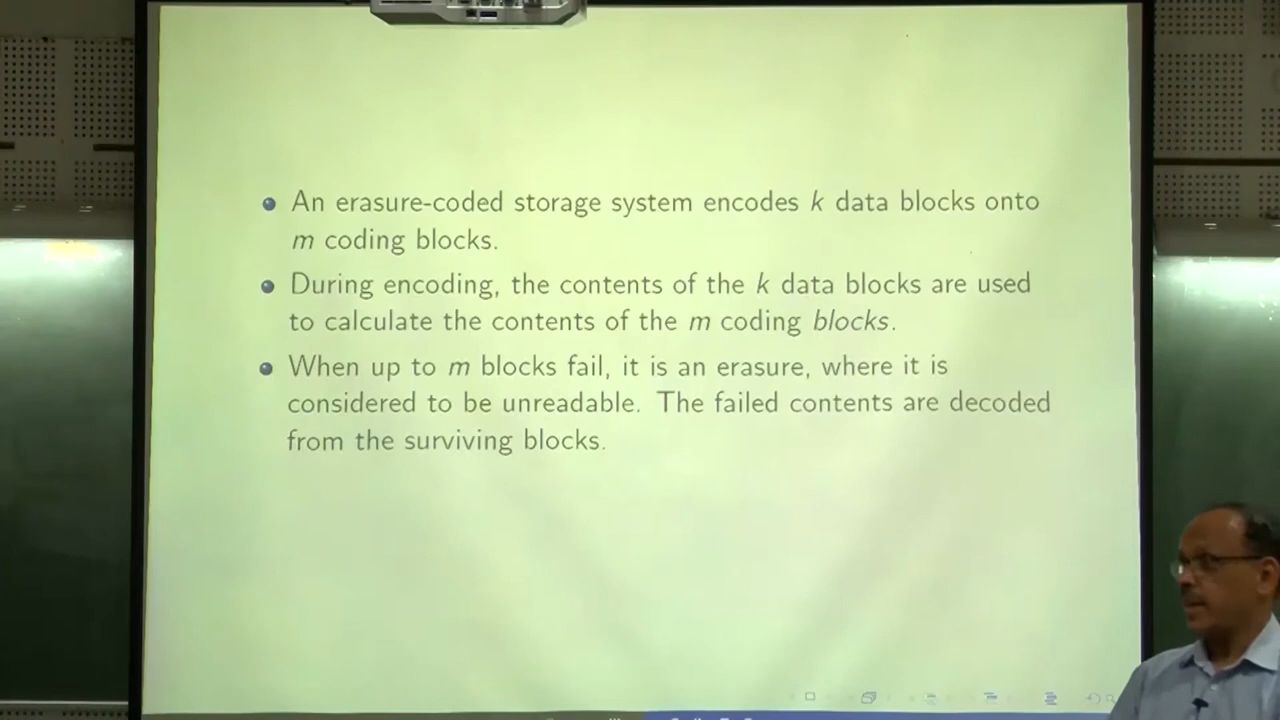 An erasure-coded storage system encodes k data blocks onto
m coding blocks.
During encoding, the contents of the k data blocks are used
to calculate the contents of the m coding blocks.
When up to m blocks fail, it is an erasure, where it is
considered to be unreadable. The failed contents are decoded
from the surviving blocks.